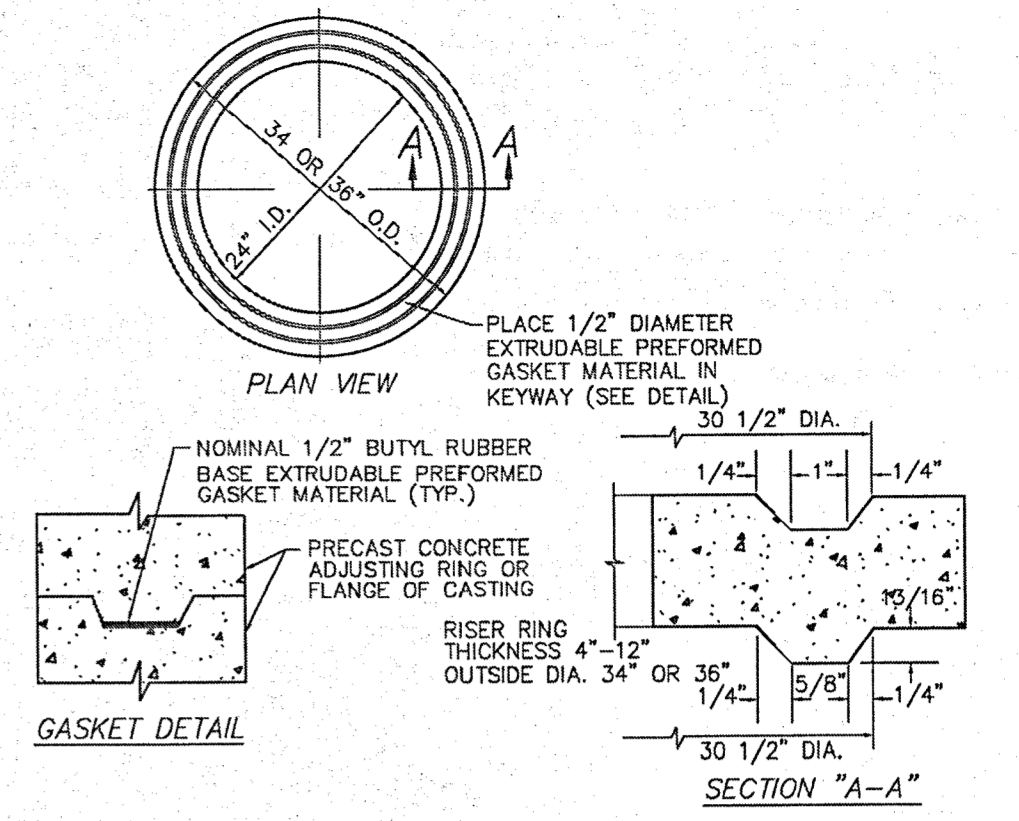 34 OR 36" O.D.
24" I.D.
A A
PLACE 1/2" DIAMETER
EXTRUDABLE PREFORMED
GASKET MATERIAL IN
KEYWAY (SEE DETAIL)
PLAN VIEW
NOMINAL 1/2" BUTYL RUBBER
BASE EXTRUDABLE PREFORMED
GASKET MATERIAL (TYP.)
PRECAST CONCRETE
ADJUSTING RING OR
FLANGE OF CASTING
GASKET DETAIL
30 1/2" DIA.
1/4" 1" 1/4"
13/16"
RISER RING
THICKNESS 4"-12"
OUTSIDE DIA. 34" OR 36"
1/4" 5/8" 1/4"
30 1/2" DIA.
SECTION "A-A"